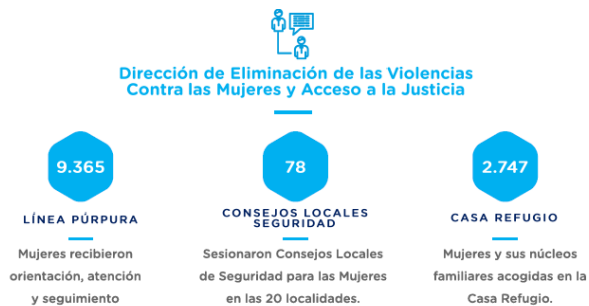 Dirección de Eliminación de las Violencias
Contra las Mujeres y Acceso a la Justicia
9.365
LÍNEA PÚRPURA
Mujeres recibieron
orientación, atención
y seguimiento
78
CONSEJOS LOCALES
SEGURIDAD
Sesionaron Consejos Locales
de Seguridad para las Mujeres
en las 20 localidades.
2.747
CASA REFUGIO
Mujeres y sus núcleos
familiares acogidas en la
Casa Refugio.